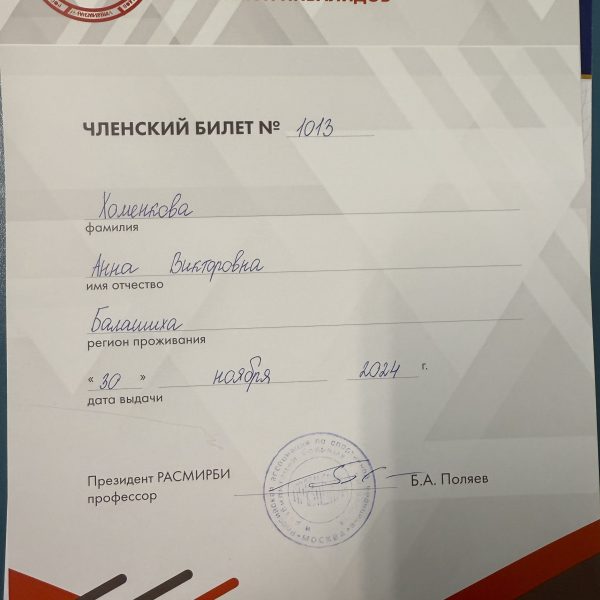 ЧЛЕНСКИЙ БИЛЕТ № 1013
Хоменкова
фамилия
Анна Викторовна
имя отчество
Балашиха
регион проживания
« 30 » ноября 2024 г.
дата выдачи
Президент РАСМИРБИ
профессор
Б.А. Поляев
МОСКВА